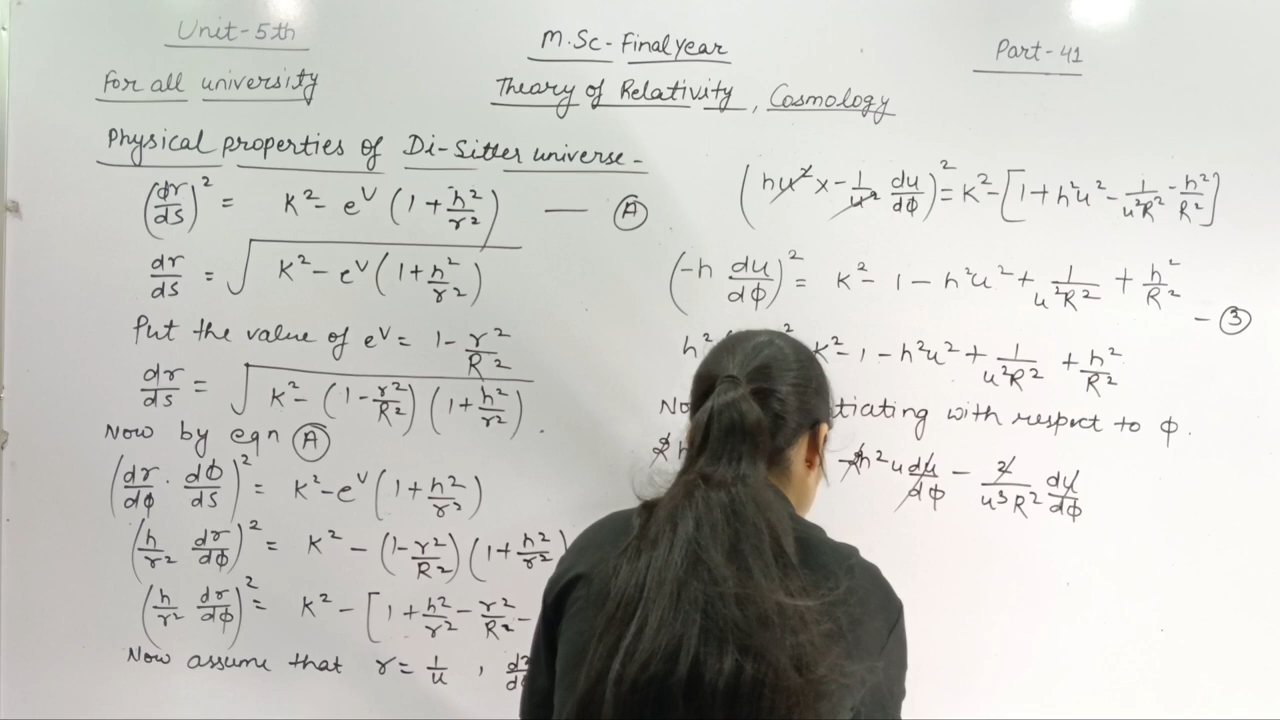 Unit-5th
M.Sc-Final year
Part-41
For all university
Theory of Relativity, Cosmology
Physical properties of Di-Sitter universe-
(dr/ds)² = K² - e^ν (1 + h²/r²) — (A)
dr/ds = √(K² - e^ν (1 + h²/r²))
Put the value of e^ν = 1 - r²/R²
dr/ds = √(K² - (1 - r²/R²) (1 + h²/r²)).
Now by eqn (A)
(dr/dϕ · dϕ/ds)² = K² - e^ν (1 + h²/r²)
(h/r² dr/dϕ)² = K² - (1 - r²/R²) (1 + h²/r²)
(h/r² dr/dϕ)² = K² - [1 + h²/r² - r²/R² -
Now assume that r = 1/u ,
(hu² x - 1/u² du/dϕ)² = K² - [1 + h²u² - 1/u²R² - h²/R²]
(-h du/dϕ)² = K² - 1 - h²u² + 1/u²R² + h²/R² - (3)
h² ² K² - 1 - h²u² + 1/u²R² + h²/R²
tiating with respect to ϕ.
-2h²u du/dϕ - 2/u³R² du/dϕ